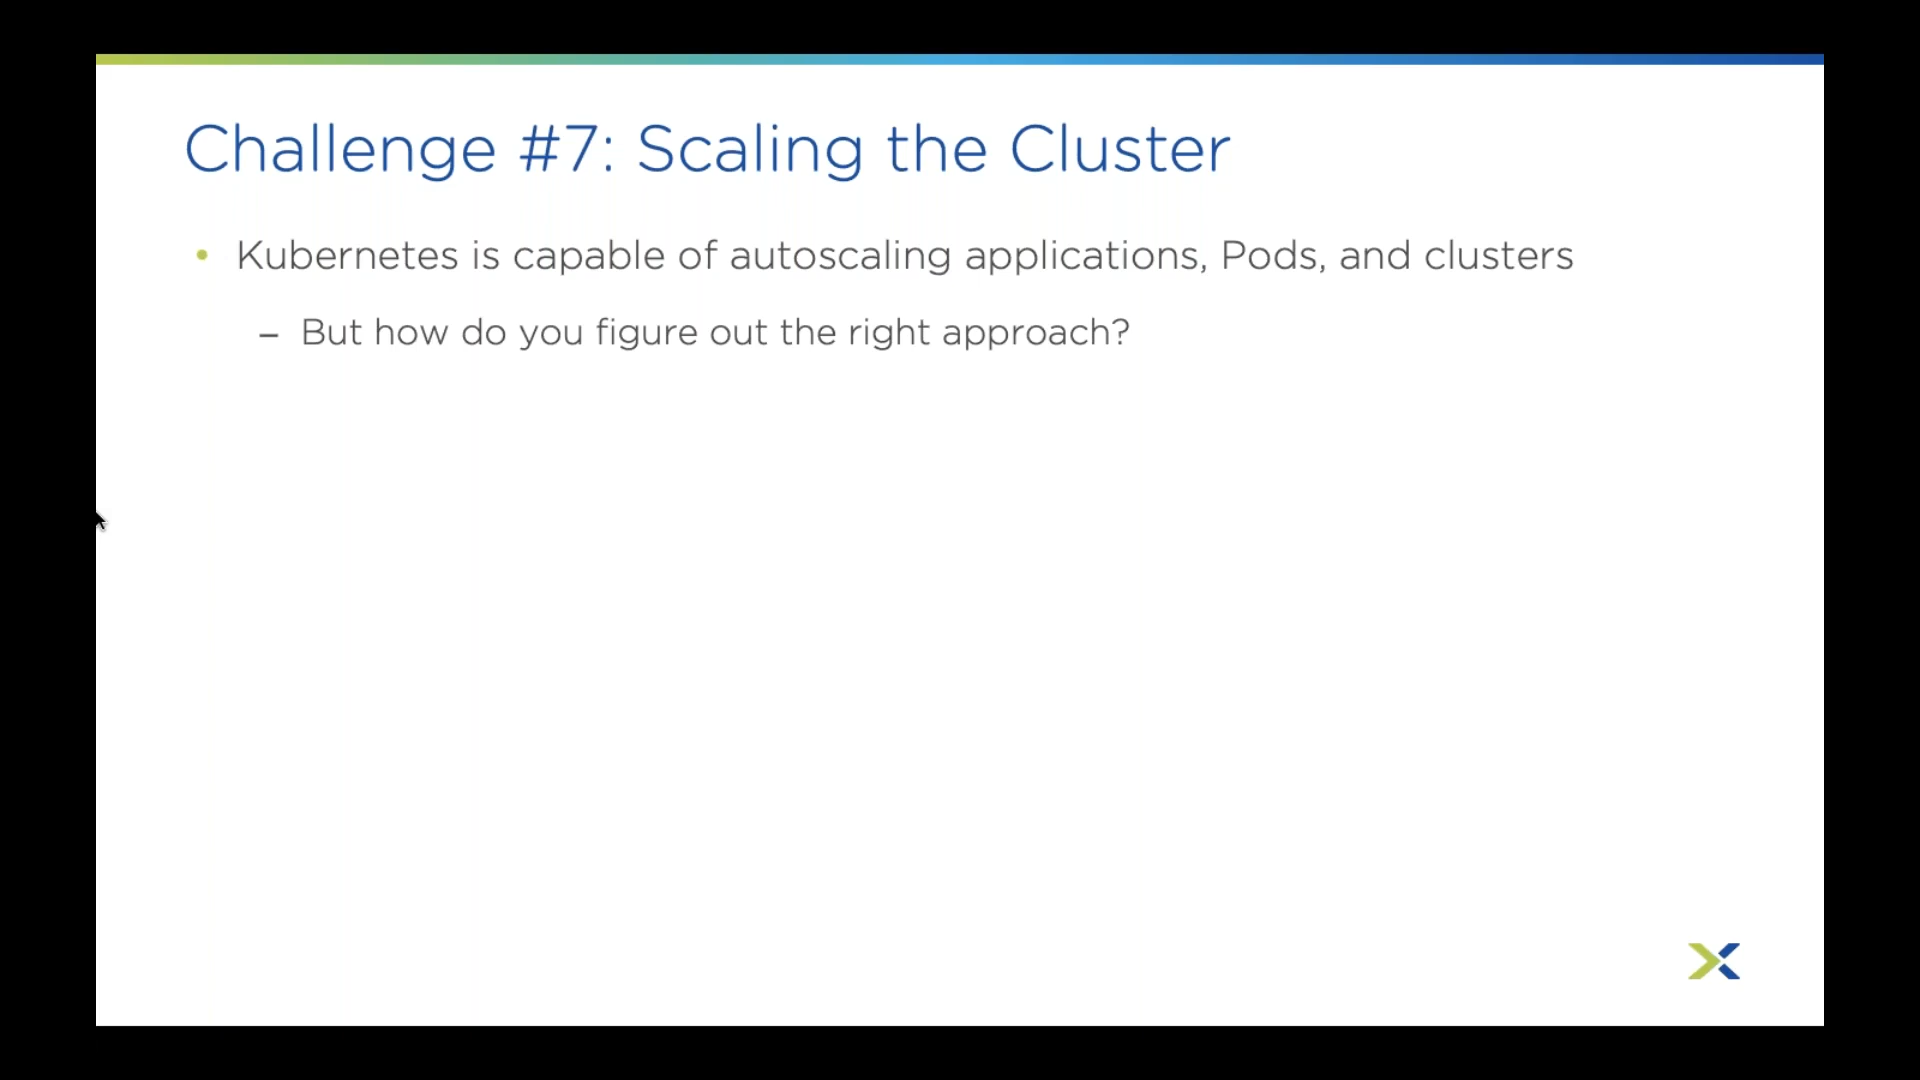 Challenge #7: Scaling the Cluster
• Kubernetes is capable of autoscaling applications, Pods, and clusters
– But how do you figure out the right approach?